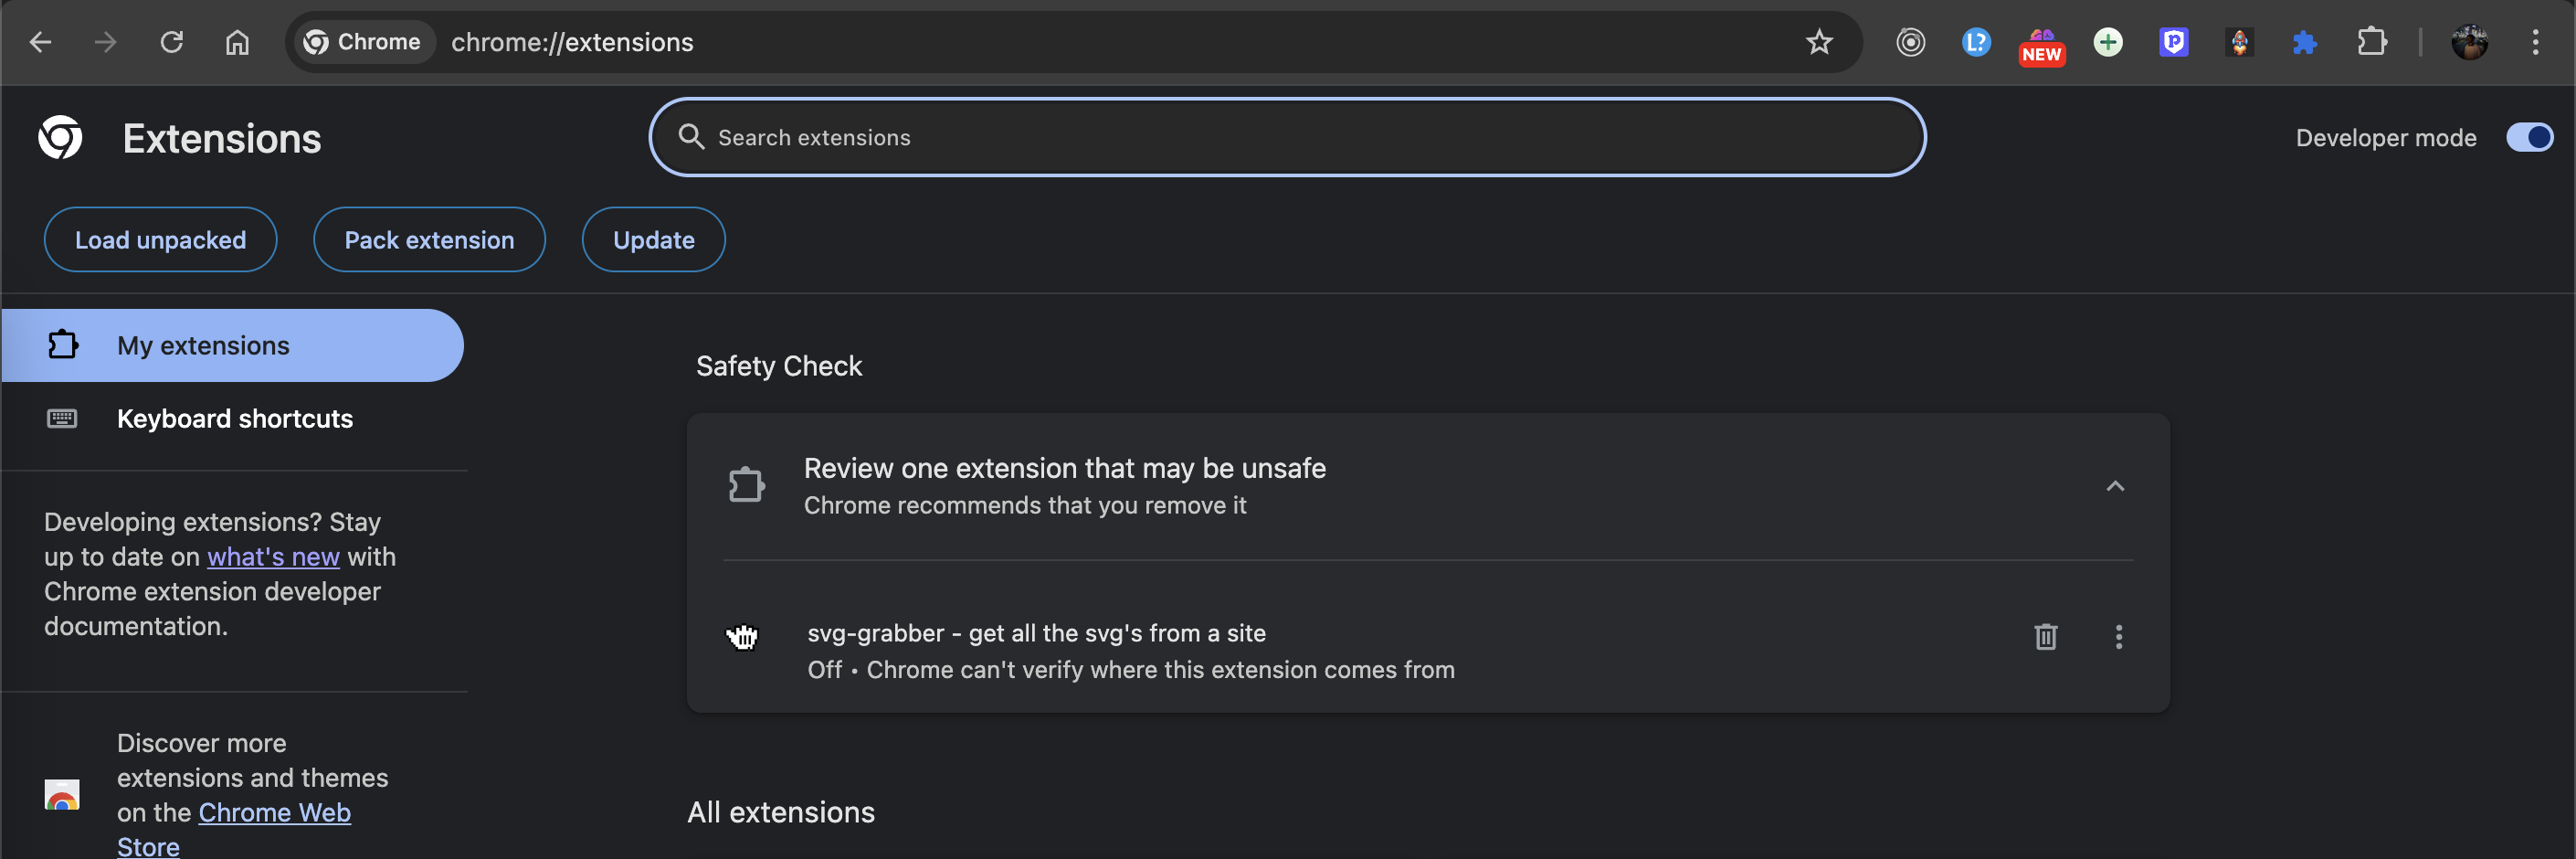 Chrome
chrome://extensions
L?
NEW
P
Extensions
Search extensions
Developer mode
Load unpacked
Pack extension
Update
My extensions
Keyboard shortcuts
Developing extensions? Stay
up to date on what's new with
Chrome extension developer
documentation.
Discover more
extensions and themes
on the Chrome Web
Store
Safety Check
Review one extension that may be unsafe
Chrome recommends that you remove it
svg-grabber - get all the svg's from a site
Off • Chrome can't verify where this extension comes from
All extensions